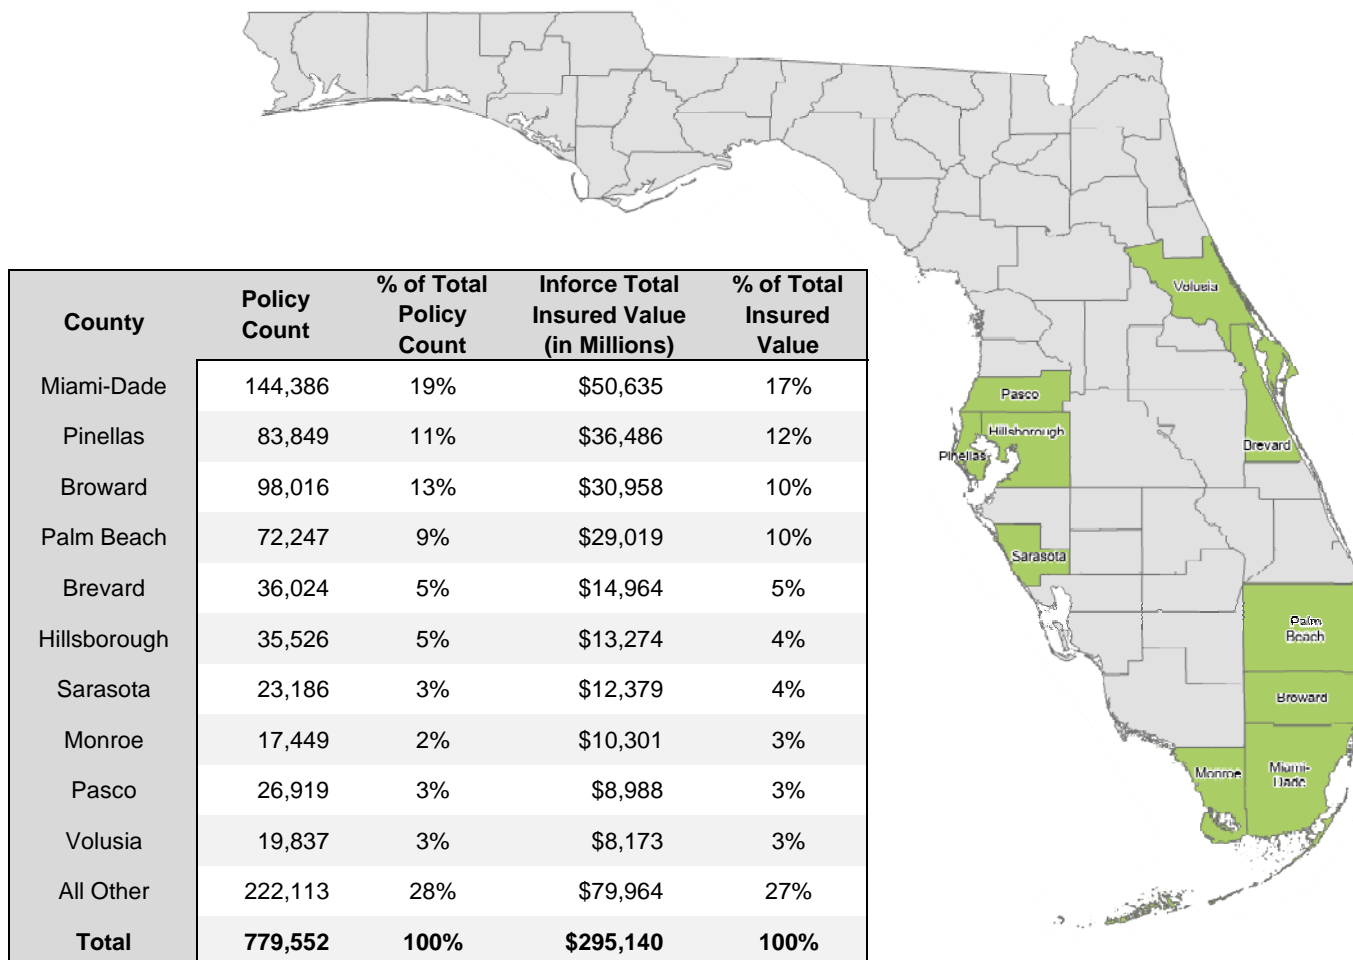 County Policy Count % of Total Policy Count Inforce Total Insured Value (in Millions) % of Total Insured Value
Miami-Dade 144,386 19% $50,635 17%
Pinellas 83,849 11% $36,486 12%
Broward 98,016 13% $30,958 10%
Palm Beach 72,247 9% $29,019 10%
Brevard 36,024 5% $14,964 5%
Hillsborough 35,526 5% $13,274 4%
Sarasota 23,186 3% $12,379 4%
Monroe 17,449 2% $10,301 3%
Pasco 26,919 3% $8,988 3%
Volusia 19,837 3% $8,173 3%
All Other 222,113 28% $79,964 27%
Total 779,552 100% $295,140 100%
Volusia
Pasco
Hillsborough
Pinellas
Brevard
Sarasota
Palm
Beach
Broward
Monroe
Miami-
Dade